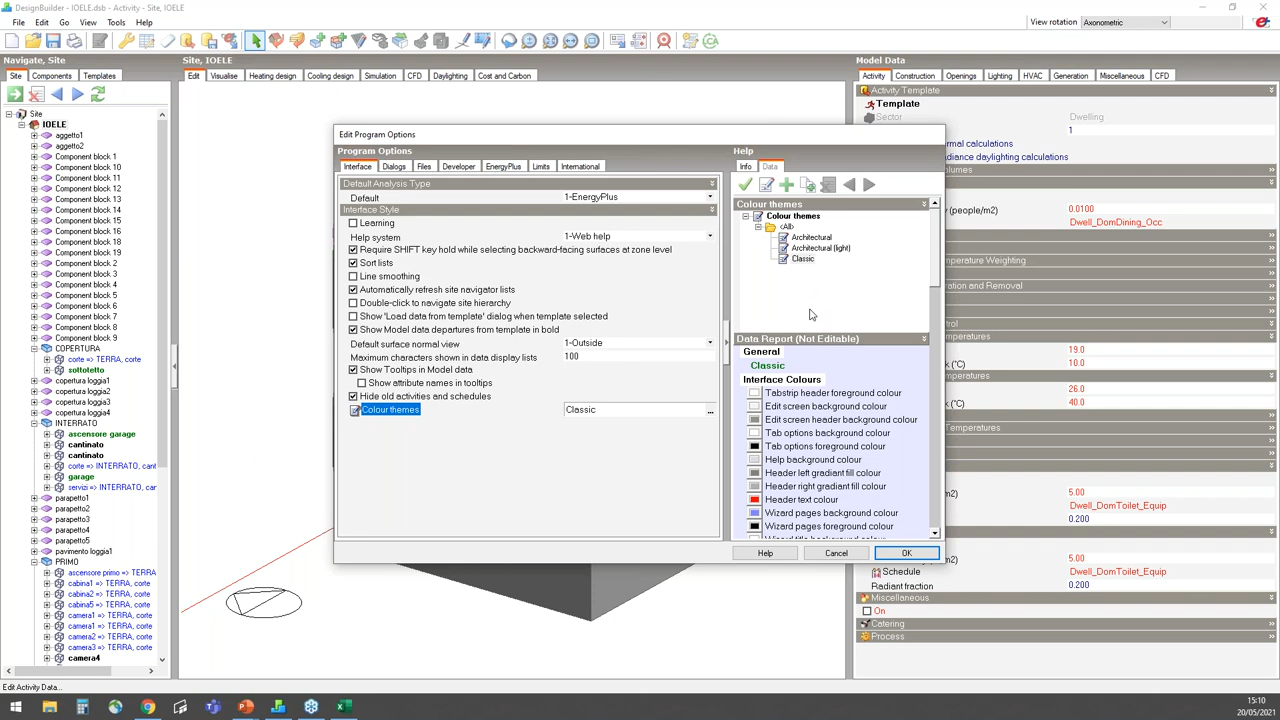 DesignBuilder - IOELE.dsb - Activity - Site, IOELE
File Edit Go View Tools Help
View rotation Axonometric
Navigate, Site
Site Components Templates
Site
IOELE
aggetto1
aggetto2
Component block 1
Component block 10
Component block 11
Component block 12
Component block 13
Component block 14
Component block 15
Component block 16
Component block 17
Component block 2
Component block 3
Component block 4
Component block 5
Component block 6
Component block 7
Component block 8
Component block 9
COPERTURA
corte => TERRA, corte
sottotetto
copertura loggia1
copertura loggia2
copertura loggia3
copertura loggia4
INTERRATO
ascensore garage
cantinato
cantinato
corte => INTERRATO, cant
garage
servizi => INTERRATO, cant
parapetto1
parapetto2
parapetto3
parapetto4
parapetto5
pavimento loggia1
PRIMO
ascensore primo => TERRA
cabina1 => TERRA, corte
cabina2 => TERRA, corte
cabina5 => TERRA, corte
camera1 => TERRA, corte
camera1 => TERRA, corte
camera2 => TERRA, corte
camera3 => TERRA, corte
camera4
Edit Activity Data...
Site, IOELE
Edit Visualise Heating design Cooling design Simulation CFD Daylighting Cost and Carbon
Edit Program Options
Program Options
Interface Dialogs Files Developer EnergyPlus Limits International
Default Analysis Type
Default 1-EnergyPlus
Interface Style
Learning
Help system 1-Web help
Require SHIFT key hold while selecting backward-facing surfaces at zone level
Sort lists
Line smoothing
Automatically refresh site navigator lists
Double-click to navigate site hierarchy
Show 'Load data from template' dialog when template selected
Show Model data departures from template in bold
Default surface normal view 1-Outside
Maximum characters shown in data display lists 100
Show Tooltips in Model data
Show attribute names in tooltips
Hide old activities and schedules
Colour themes Classic
Help
Info Data
Colour themes
Colour themes
<All>
Architectural
Architectural (light)
Classic
Data Report (Not Editable)
General
Classic
Interface Colours
Tabstrip header foreground colour
Edit screen background colour
Edit screen header background colour
Tab options background colour
Tab options foreground colour
Help background colour
Header left gradient fill colour
Header right gradient fill colour
Header text colour
Wizard pages background colour
Wizard pages foreground colour
Help Cancel OK
Model Data
Activity Construction Openings Lighting HVAC Generation Miscellaneous CFD
Activity Template
Template
Sector Dwelling
1
rmal calculations
diance daylighting calculations
olumes
y (people/m2) 0.0100
Dwell_DomDining_Occ
emperature Weighting
ation and Removal
rol
mperatures
19.0
k (°C) 10.0
peratures
26.0
k (°C) 40.0
Temperatures
m2) 5.00
Dwell_DomToilet_Equip
0.200
m2) 5.00
Schedule Dwell_DomToilet_Equip
Radiant fraction 0.200
Miscellaneous
On
Catering
Process
15:10
20/05/2021